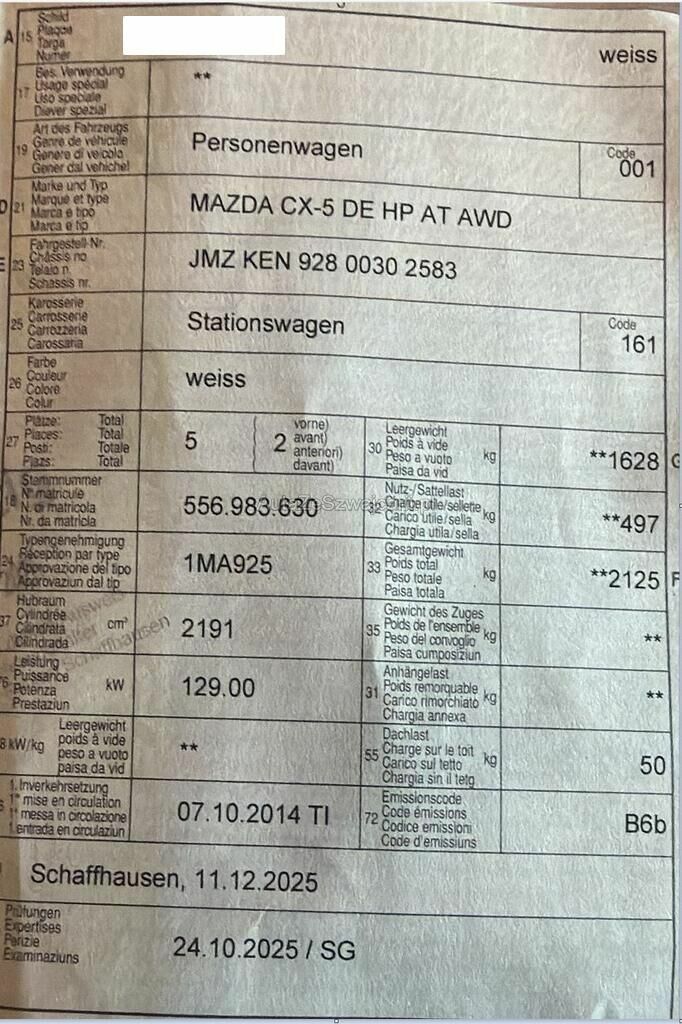 A 15 Schild weiss
Plaque
Targa
Numer
17 Bes. Verwendung **
Usage spécial
Uso speciale
Diever spezial
19 Art des Fahrzeugs Personenwagen Code 001
Genre de véhicule
Genere di veicolo
Gener dal vehichel
D 21 Marke und Typ MAZDA CX-5 DE HP AT AWD
Marque et type
Marca e tipo
Marca e tip
E 23 Fahrgestell-Nr. JMZ KEN 928 0030 2583
Châssis no
Telaio n.
Schassis nr.
25 Karosserie Stationswagen Code 161
Carrosserie
Carrozzeria
Carossaria
26 Farbe weiss
Couleur
Colore
Colur
27 Plätze: Total 5 ( 2 vorne)
Places: Total avant)
Posti: Totale anteriori)
Plazs: Total davant)
30 Leergewicht kg **1628 G
Poids à vide
Peso a vuoto
Paisa da vid
18 Stammnummer 556.983.630
N° matricule
N. di matricola
Nr. da matricla
Nutz-/Sattellast kg **497
Charge utile/sellette
Carico utile/sella
Chargia utila/sella
24 Typengenehmigung 1MA925
Réception par type
Approvazione del tipo
Approvaziun dal tip
33 Gesamtgewicht kg **2125 F
Poids total
Peso totale
Paisa totala
37 Hubraum cm³ 2191
Cylindrée
Cilindrata
Cilindrada
35 Gewicht des Zuges kg **
Poids de l'ensemble
Peso del convoglio
Paisa cumposiziun
76 Leistung kW 129.00
Puissance
Potenza
Prestaziun
31 Anhängelast kg **
Poids remorquable
Carico rimorchiato
Chargia annexa
8 kW/kg Leergewicht **
poids à vide
peso a vuoto
paisa da vid
55 Dachlast kg 50
Charge sur le toit
Carico sul tetto
Chargia sin il tetg
1. Inverkehrsetzung 07.10.2014 TI
1re mise en circulation
1a messa in circolazione
1. entrada en circulaziun
72 Emissionscode B6b
Code émissions
Codice emissioni
Code d'emissiuns
Schaffhausen, 11.12.2025
Prüfungen 24.10.2025 / SG
Expertises
Perizie
Examinaziuns
Schaffhausen